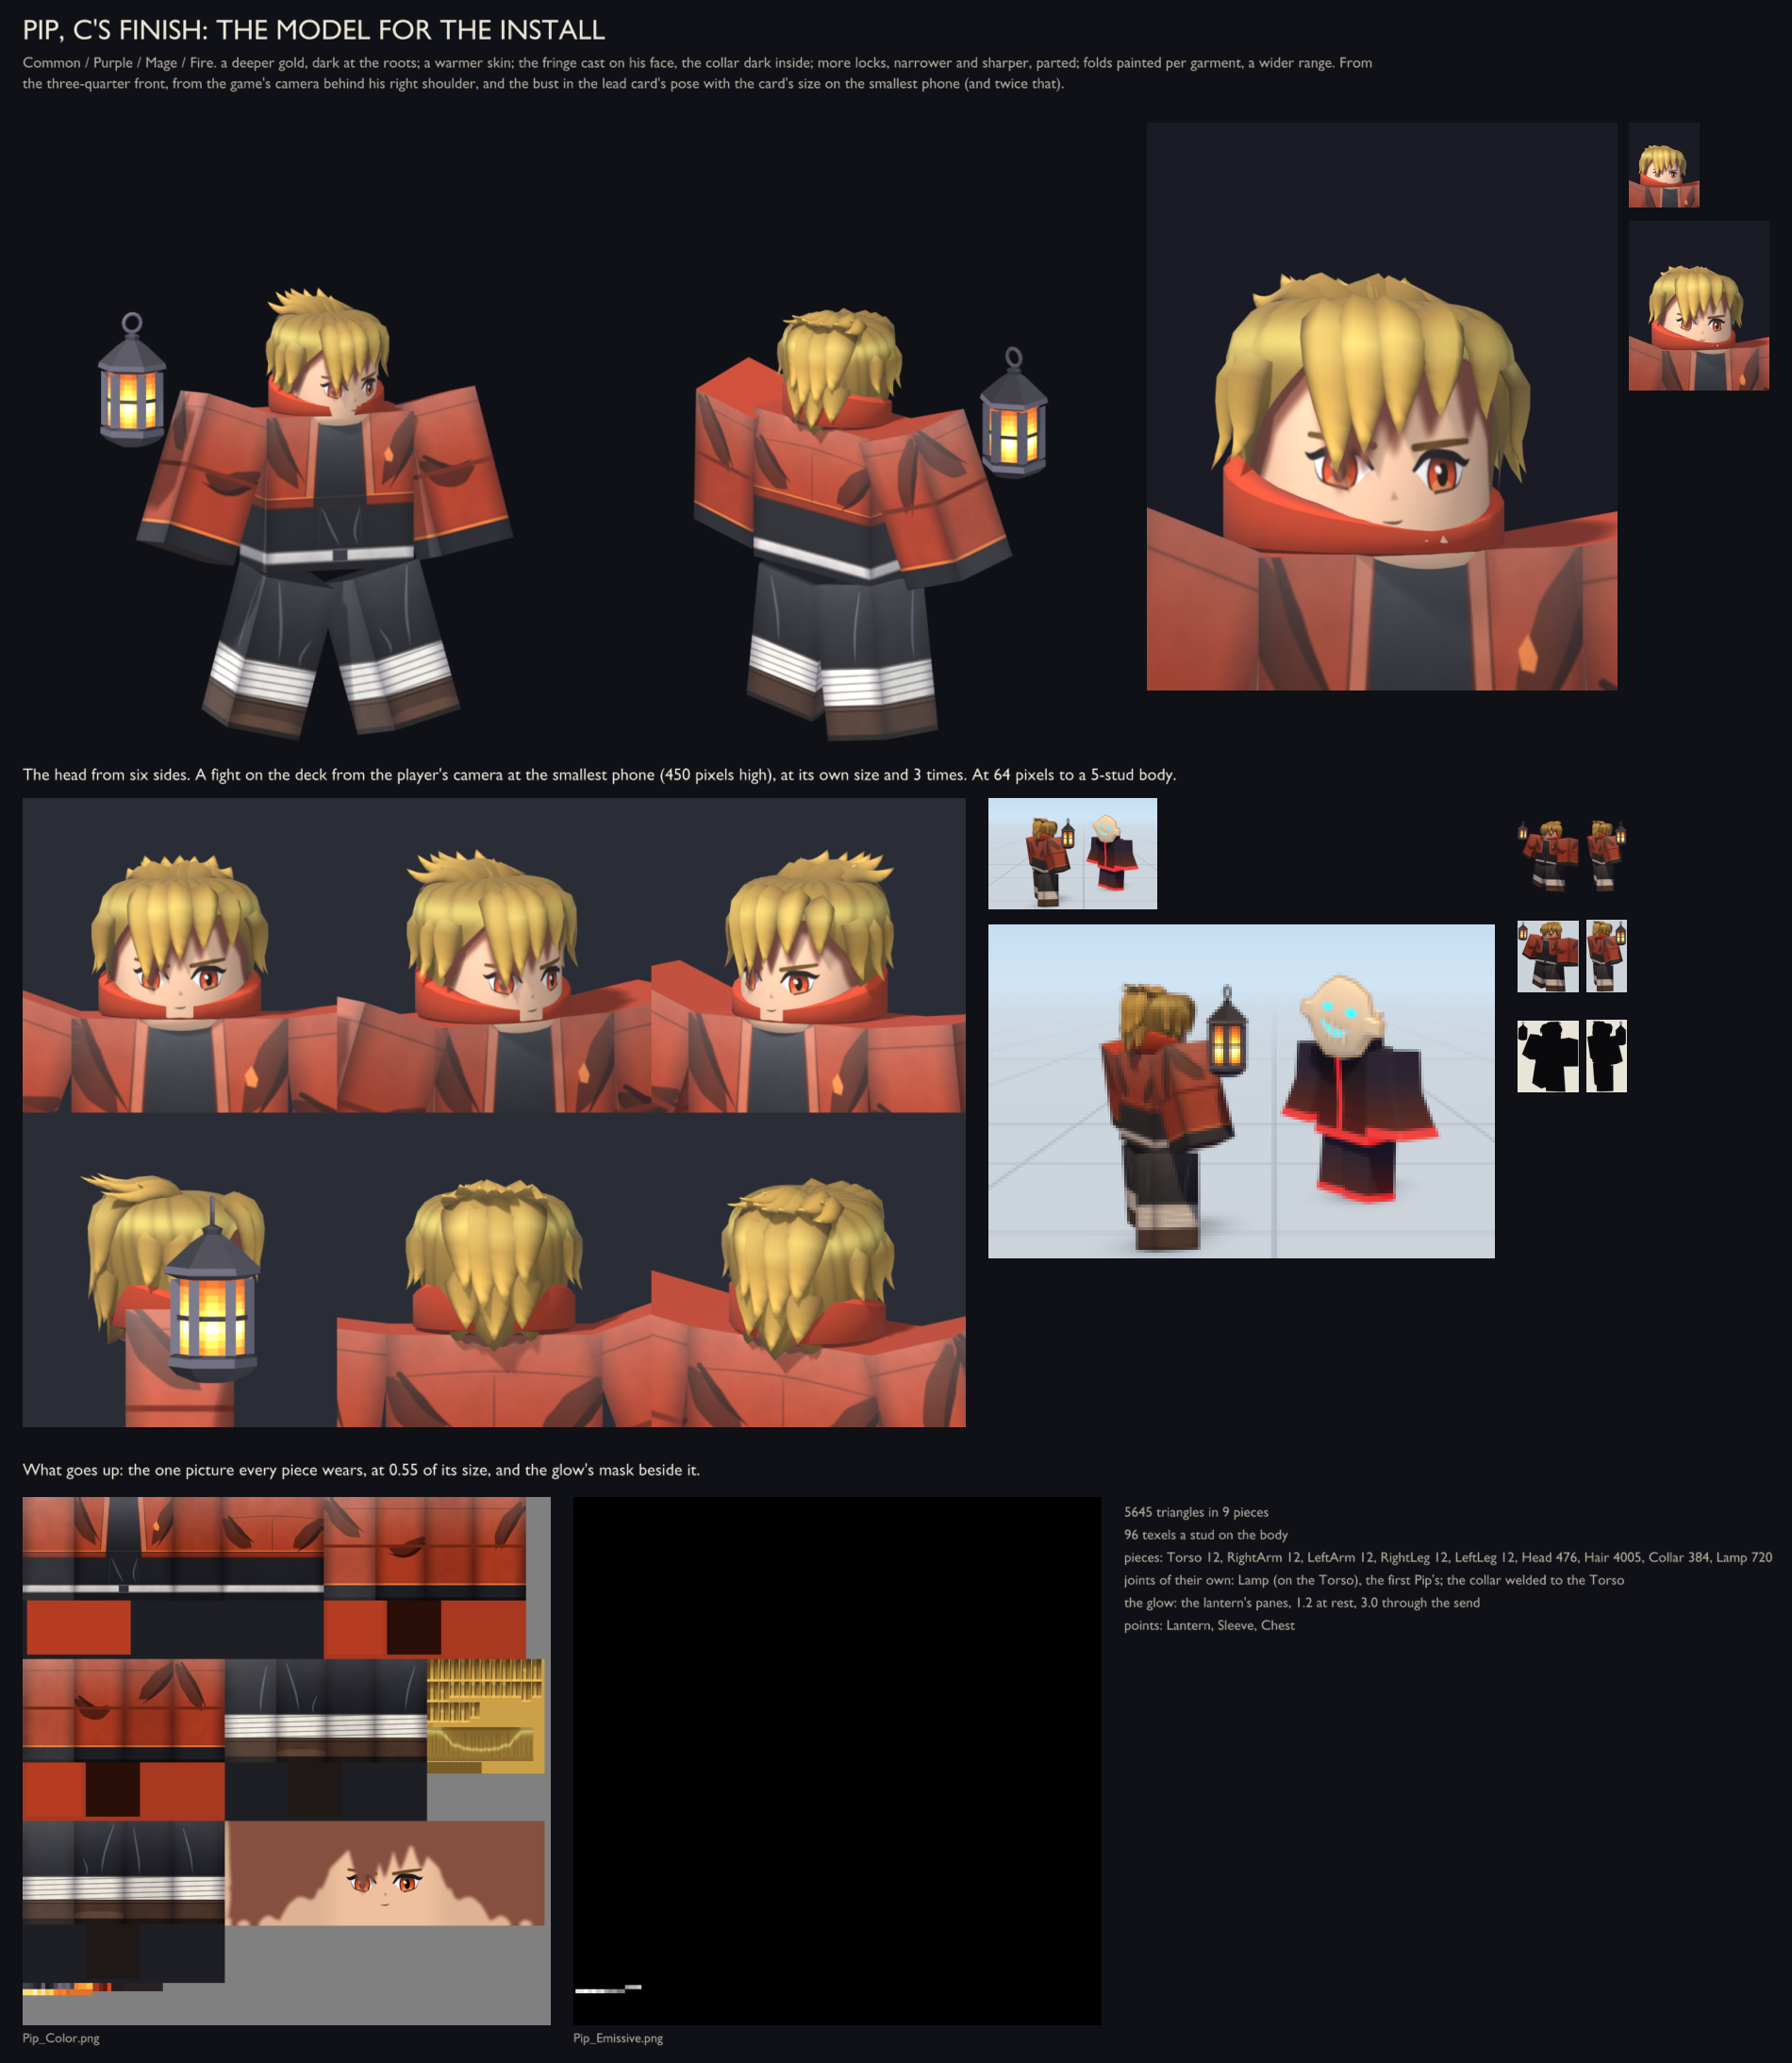 PIP, C'S FINISH: THE MODEL FOR THE INSTALL
Common / Purple / Mage / Fire. a deeper gold, dark at the roots; a warmer skin; the fringe cast on his face, the collar dark inside; more locks, narrower and sharper, parted; folds painted per garment, a wider range. From
the three-quarter front, from the game's camera behind his right shoulder, and the bust in the lead card's pose with the card's size on the smallest phone (and twice that).
The head from six sides. A fight on the deck from the player's camera at the smallest phone (450 pixels high), at its own size and 3 times. At 64 pixels to a 5-stud body.
What goes up: the one picture every piece wears, at 0.55 of its size, and the glow's mask beside it.
5645 triangles in 9 pieces
96 texels a stud on the body
pieces: Torso 12, RightArm 12, LeftArm 12, RightLeg 12, LeftLeg 12, Head 476, Hair 4005, Collar 384, Lamp 720
joints of their own: Lamp (on the Torso), the first Pip's; the collar welded to the Torso
the glow: the lantern's panes, 1.2 at rest, 3.0 through the send
points: Lantern, Sleeve, Chest
Pip_Color.png
Pip_Emissive.png